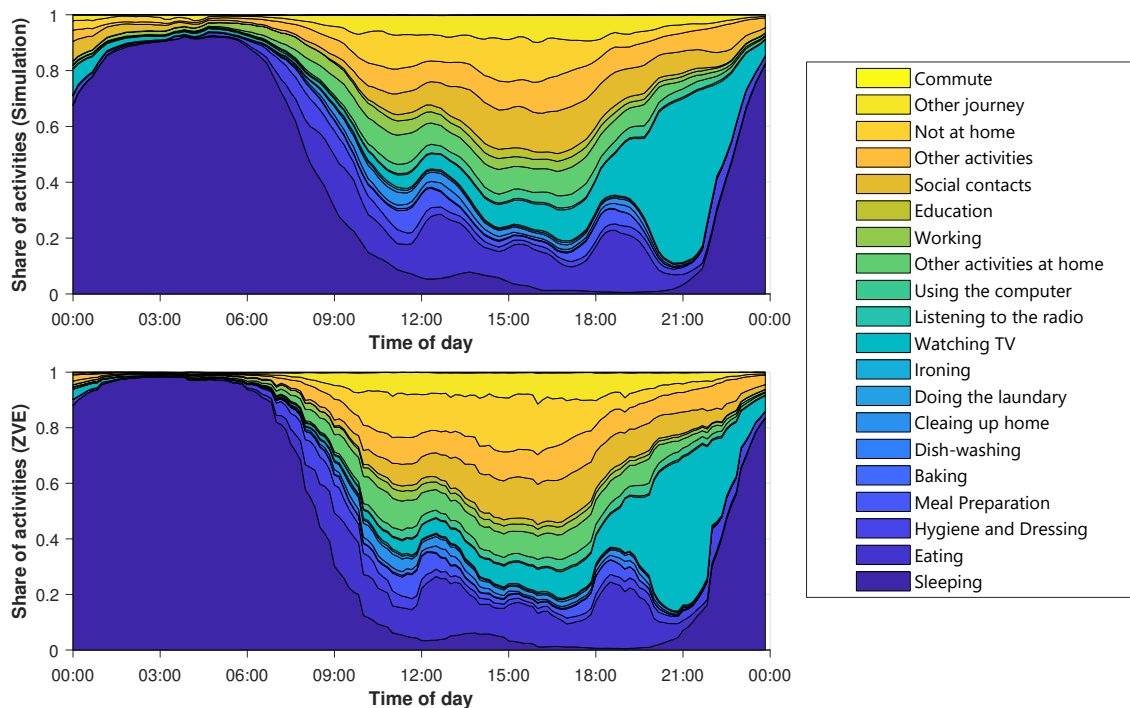 1
0.8
0.6
0.4
0.2
0
Share of activities (Simulation)
00:00 03:00 06:00 09:00 12:00 15:00 18:00 21:00 00:00
Time of day
1
0.8
0.6
0.4
0.2
0
Share of activities (ZVE)
00:00 03:00 06:00 09:00 12:00 15:00 18:00 21:00 00:00
Time of day
Commute
Other journey
Not at home
Other activities
Social contacts
Education
Working
Other activities at home
Using the computer
Listening to the radio
Watching TV
Ironing
Doing the laundary
Cleaing up home
Dish-washing
Baking
Meal Preparation
Hygiene and Dressing
Eating
Sleeping